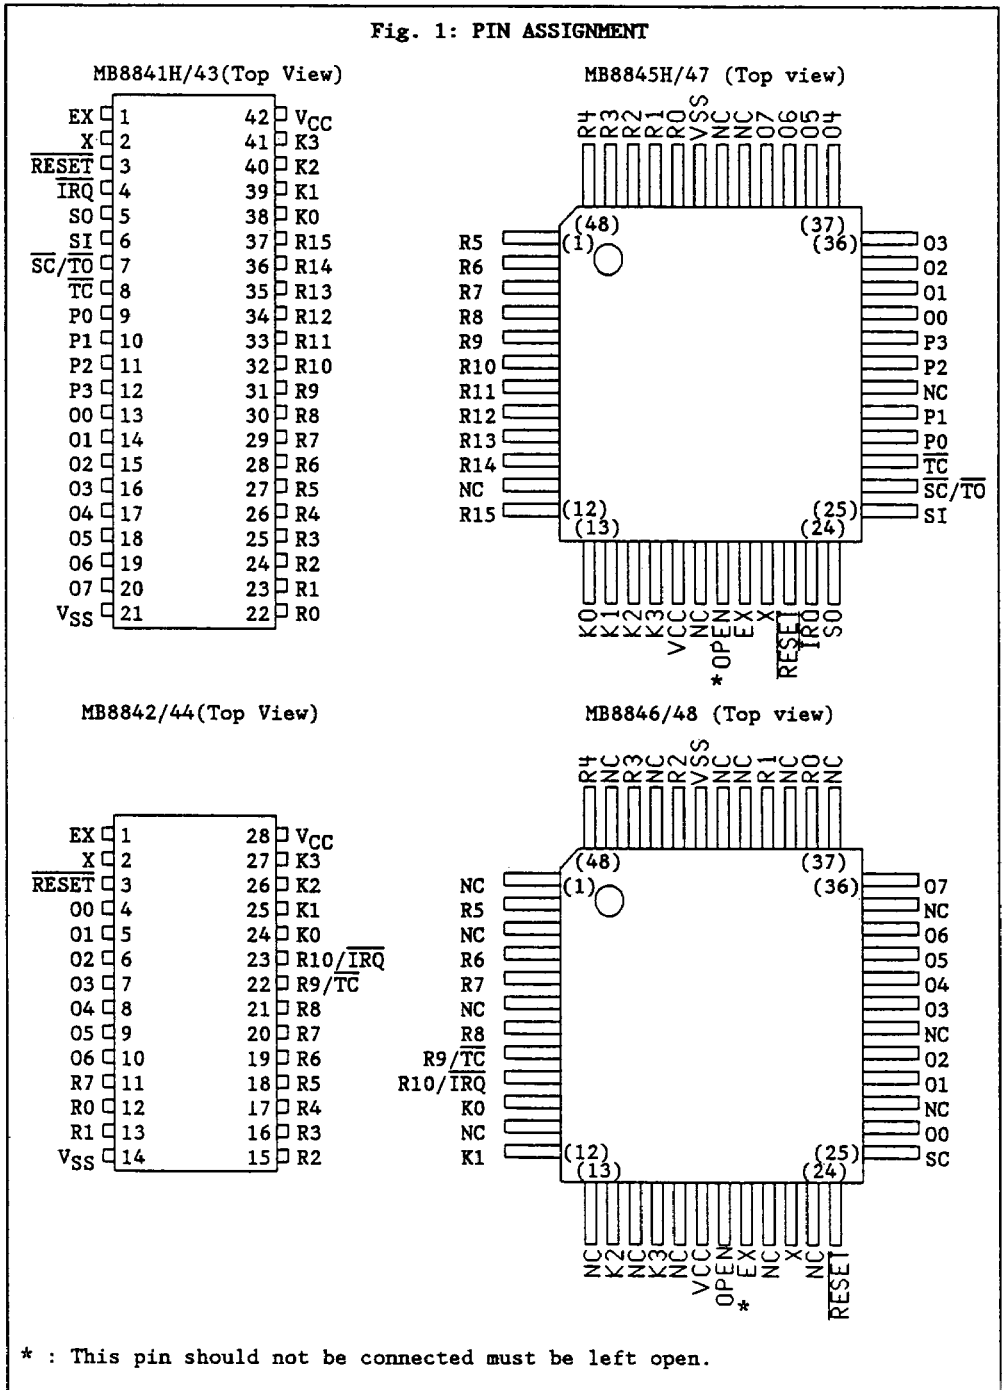 Fig. 1: PIN ASSIGNMENT
MB8841H/43(Top View)
EX 1 42 VCC
X 2 41 K3
RESET 3 40 K2
IRQ 4 39 K1
SO 5 38 K0
SI 6 37 R15
SC/TO 7 36 R14
TC 8 35 R13
P0 9 34 R12
P1 10 33 R11
P2 11 32 R10
P3 12 31 R9
O0 13 30 R8
O1 14 29 R7
O2 15 28 R6
O3 16 27 R5
O4 17 26 R4
O5 18 25 R3
O6 19 24 R2
O7 20 23 R1
VSS 21 22 R0
MB8845H/47 (Top view)
R4 R3 R2 R1 R0 VSS NC NC O7 O6 O5 O4
(48) (37)
(1) (36)
R5 O3
R6 O2
R7 O1
R8 O0
R9 P3
R10 P2
R11 NC
R12 P1
R13 P0
R14 TC
NC SC/TO
R15 SI
(12) (25)
(13) (24)
K0 K1 K2 K3 VCC NC *OPEN EX X RESET IRQ SO
MB8842/44(Top View)
EX 1 28 VCC
X 2 27 K3
RESET 3 26 K2
O0 4 25 K1
O1 5 24 K0
O2 6 23 R10/IRQ
O3 7 22 R9/TC
O4 8 21 R8
O5 9 20 R7
O6 10 19 R6
R7 11 18 R5
R0 12 17 R4
R1 13 16 R3
VSS 14 15 R2
MB8846/48 (Top view)
R4 NC R3 NC R2 VSS NC NC R1 NC R0 NC
(48) (37)
(1) (36)
NC O7
R5 NC
NC O6
R6 O5
R7 O4
NC O3
R8 NC
R9/TC O2
R10/IRQ O1
K0 NC
NC O0
K1 SC
(12) (25)
(13) (24)
NC K2 NC K3 NC VCC OPEN * EX NC X NC RESET
* : This pin should not be connected must be left open.